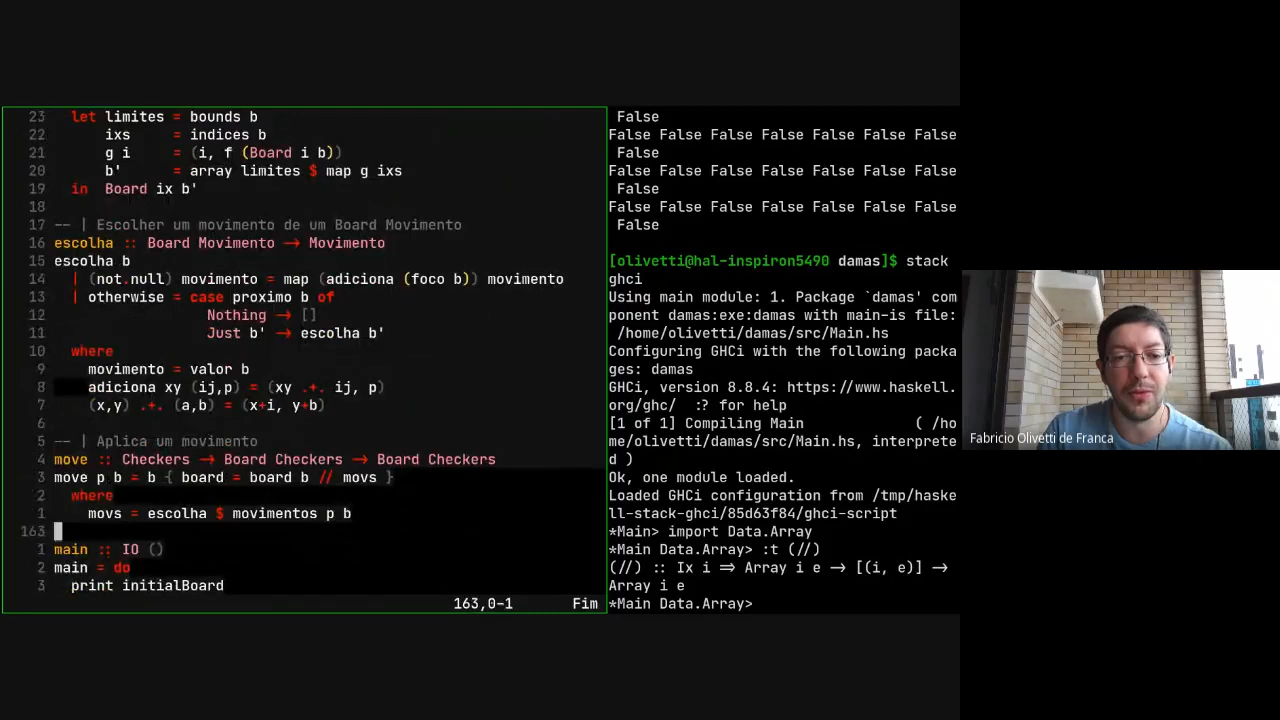 23 let limites = bounds b
22 ixs = indices b
21 g i = (i, f (Board i b))
20 b' = array limites $ map g ixs
19 in Board ix b'
18
17 -- | Escolher um movimento de um Board Movimento
16 escolha :: Board Movimento → Movimento
15 escolha b
14 | (not.null) movimento = map (adiciona (foco b)) movimento
13 | otherwise = case proximo b of
12 Nothing → []
11 Just b' → escolha b'
10 where
9 movimento = valor b
8 adiciona xy (ij,p) = (xy .+. ij, p)
7 (x,y) .+. (a,b) = (x+i, y+b)
6
5 -- | Aplica um movimento
4 move :: Checkers → Board Checkers → Board Checkers
3 move p b = b { board = board b // movs }
2 where
1 movs = escolha $ movimentos p b
163
1 main :: IO ()
2 main = do
3 print initialBoard
163,0-1 Fim
False
False False False False False False False
False
False False False False False False False
False
False False False False False False False
False
[olivetti@hal-inspiron5490 damas]$ stack
ghci
Using main module: 1. Package `damas' com
ponent damas:exe:damas with main-is file:
/home/olivetti/damas/src/Main.hs
Configuring GHCi with the following packa
ges: damas
GHCi, version 8.8.4: https://www.haskell.
org/ghc/ :? for help
[1 of 1] Compiling Main ( /ho
me/olivetti/damas/src/Main.hs, interprete
d )
Ok, one module loaded.
Loaded GHCi configuration from /tmp/haske
ll-stack-ghci/85d63f84/ghci-script
*Main> import Data.Array
*Main Data.Array> :t (//)
(//) :: Ix i ⇒ Array i e → [(i, e)] →
Array i e
*Main Data.Array>
Fabricio Olivetti de Franca